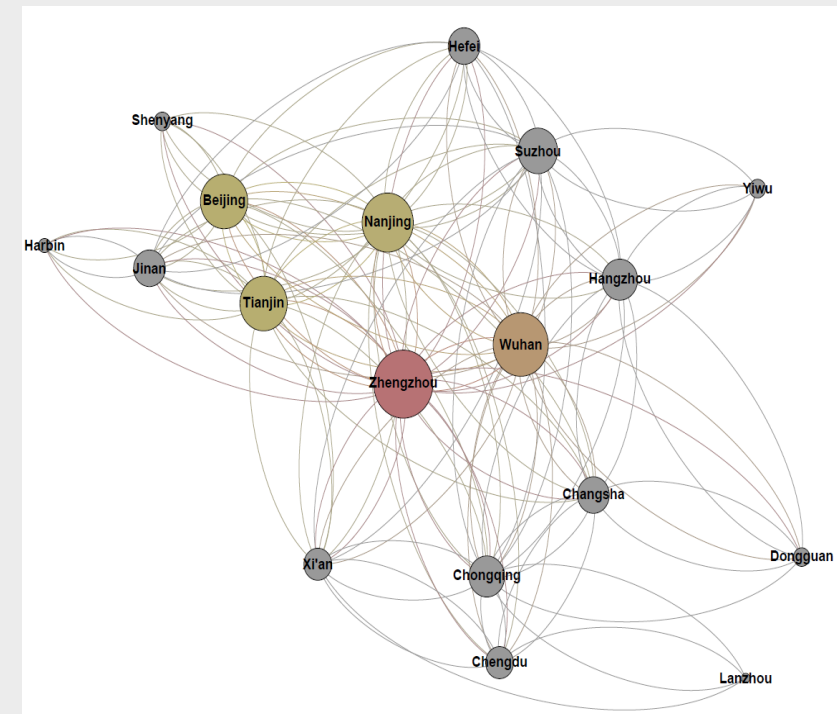 Hefei
Shenyang
Suzhou
Yiwu
Beijing
Nanjing
Harbin
Jinan
Hangzhou
Tianjin
Wuhan
Zhengzhou
Changsha
Dongguan
Xi'an
Chongqing
Chengdu
Lanzhou